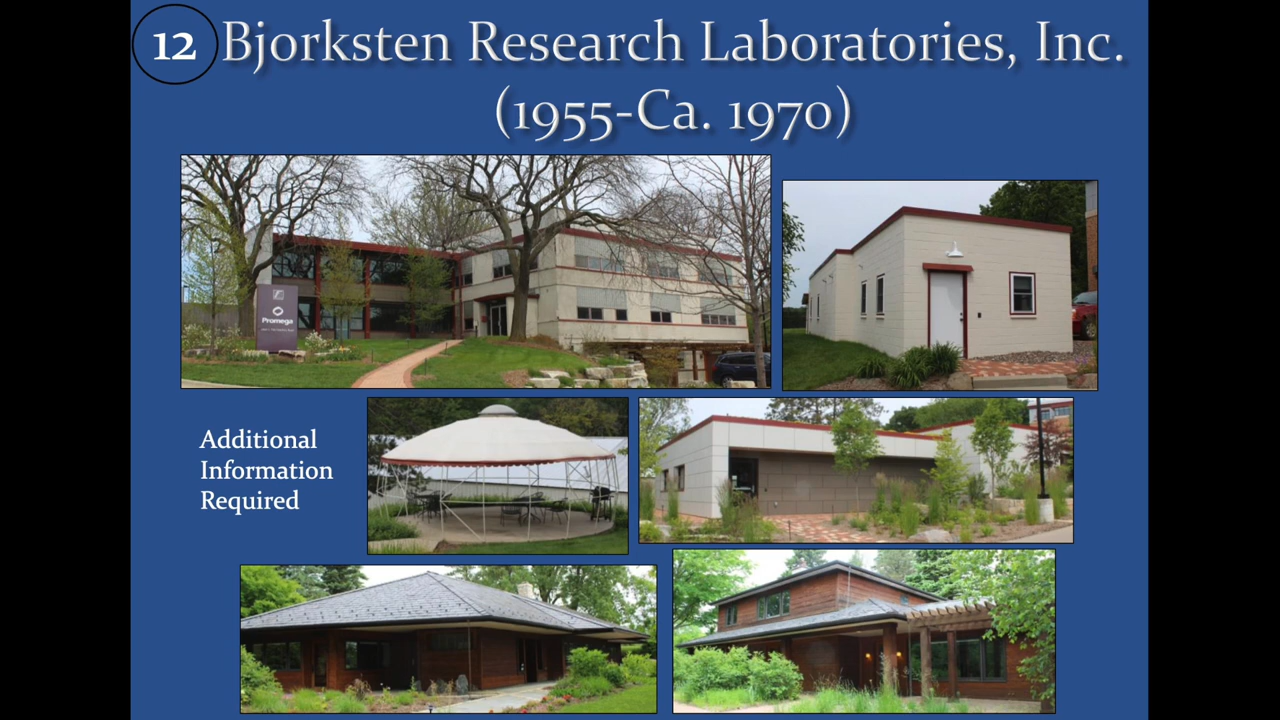 12 Bjorksten Research Laboratories, Inc.
(1955-Ca. 1970)
Promega
Additional
Information
Required